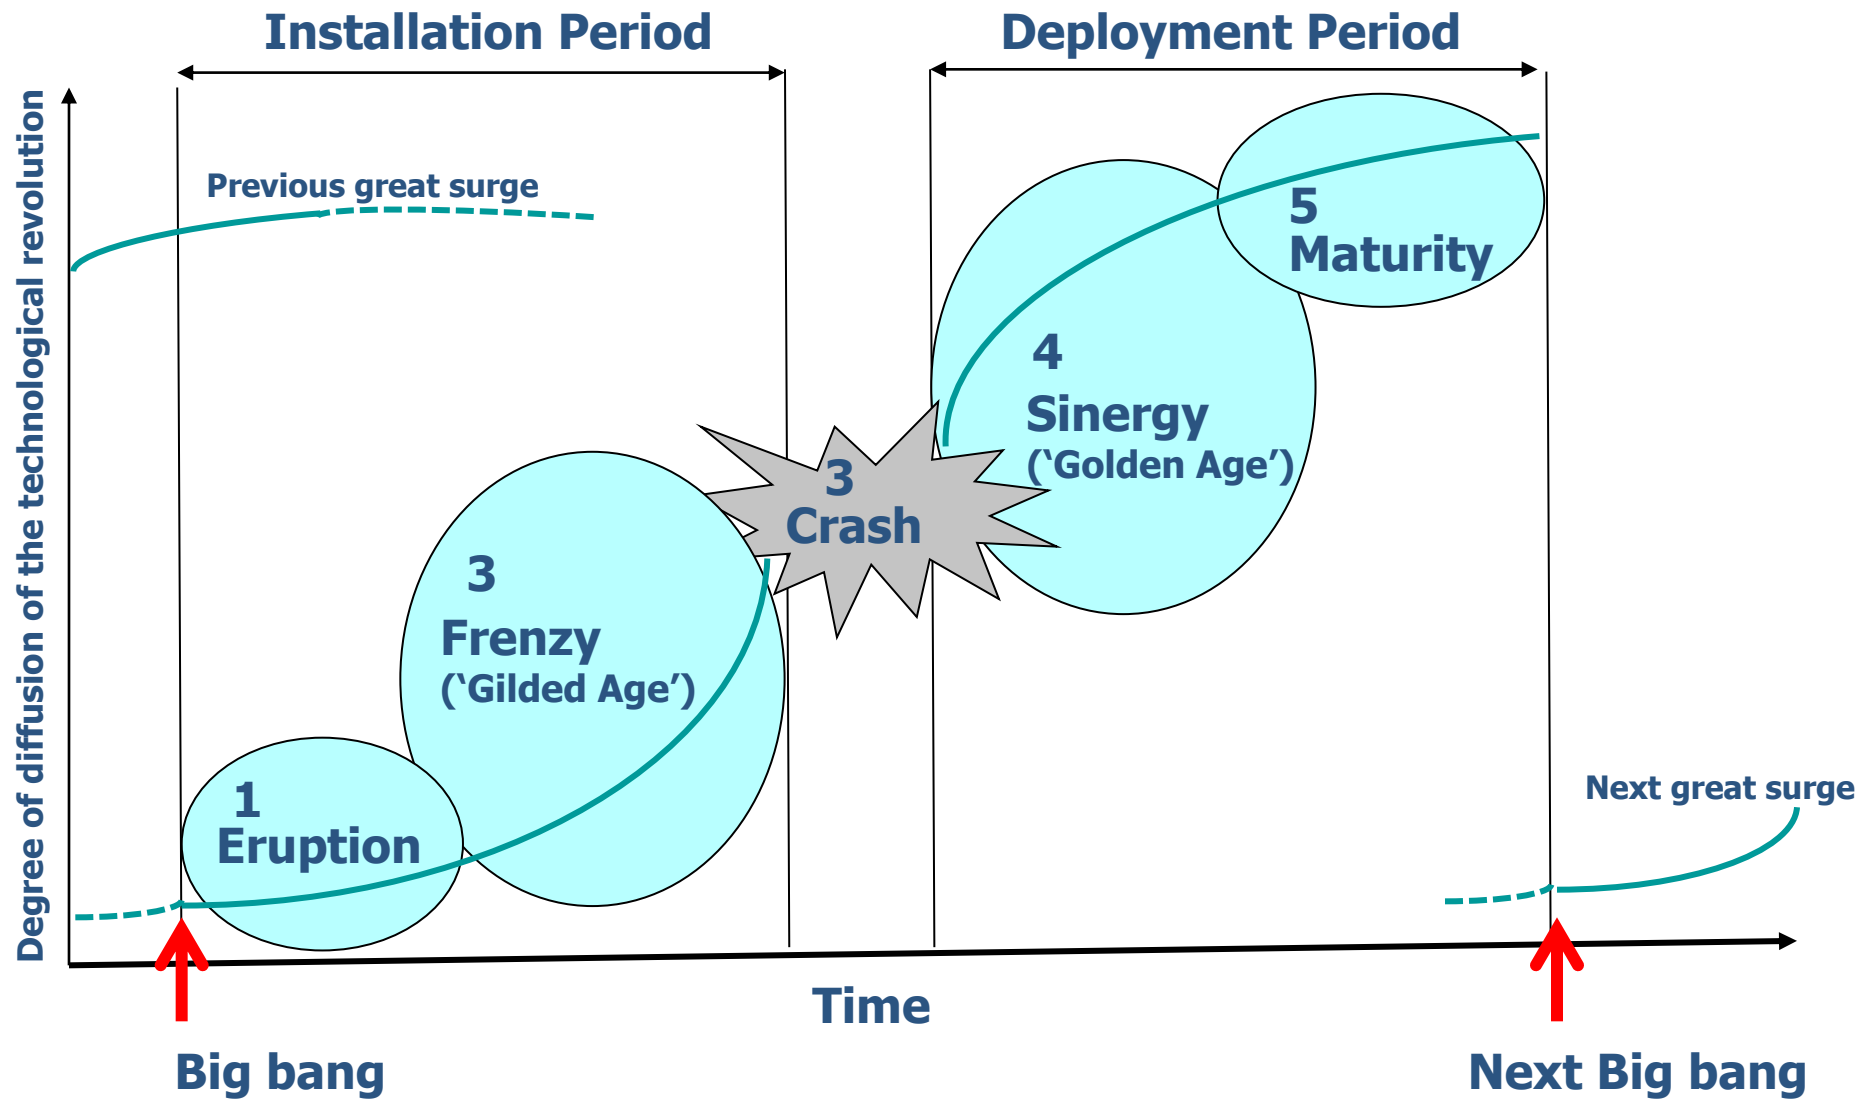 Installation Period
Deployment Period
Degree of diffusion of the technological revolution
Previous great surge
5
Maturity
4
Sinergy
(‘Golden Age’)
3
Crash
3
Frenzy
(‘Gilded Age’)
1
Eruption
Next great surge
Time
Big bang
Next Big bang